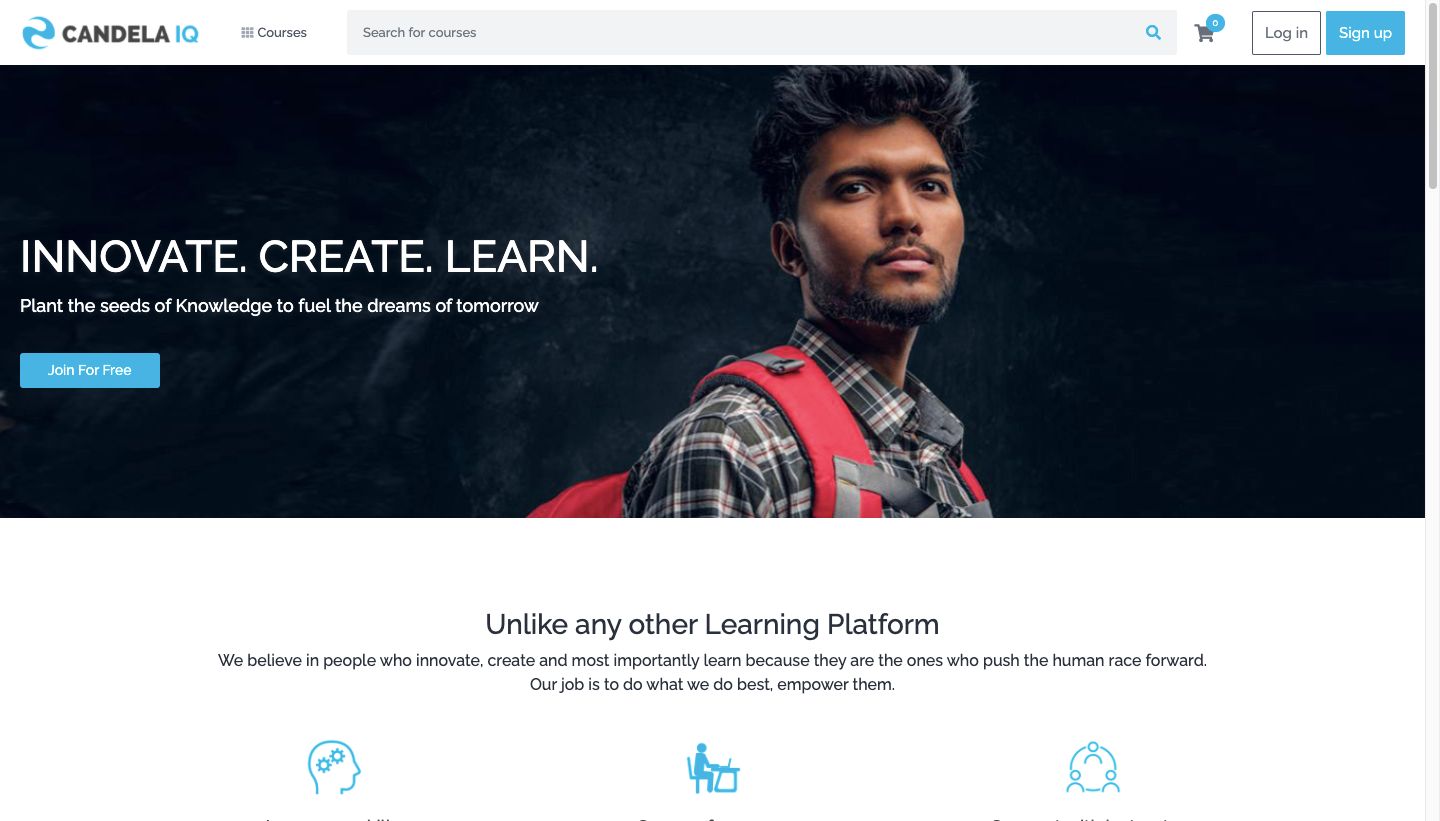 CANDELA IQ
Courses
Search for courses
0
Log in
Sign up
INNOVATE. CREATE. LEARN.
Plant the seeds of Knowledge to fuel the dreams of tomorrow
Join For Free
Unlike any other Learning Platform
We believe in people who innovate, create and most importantly learn because they are the ones who push the human race forward.
Our job is to do what we do best, empower them.